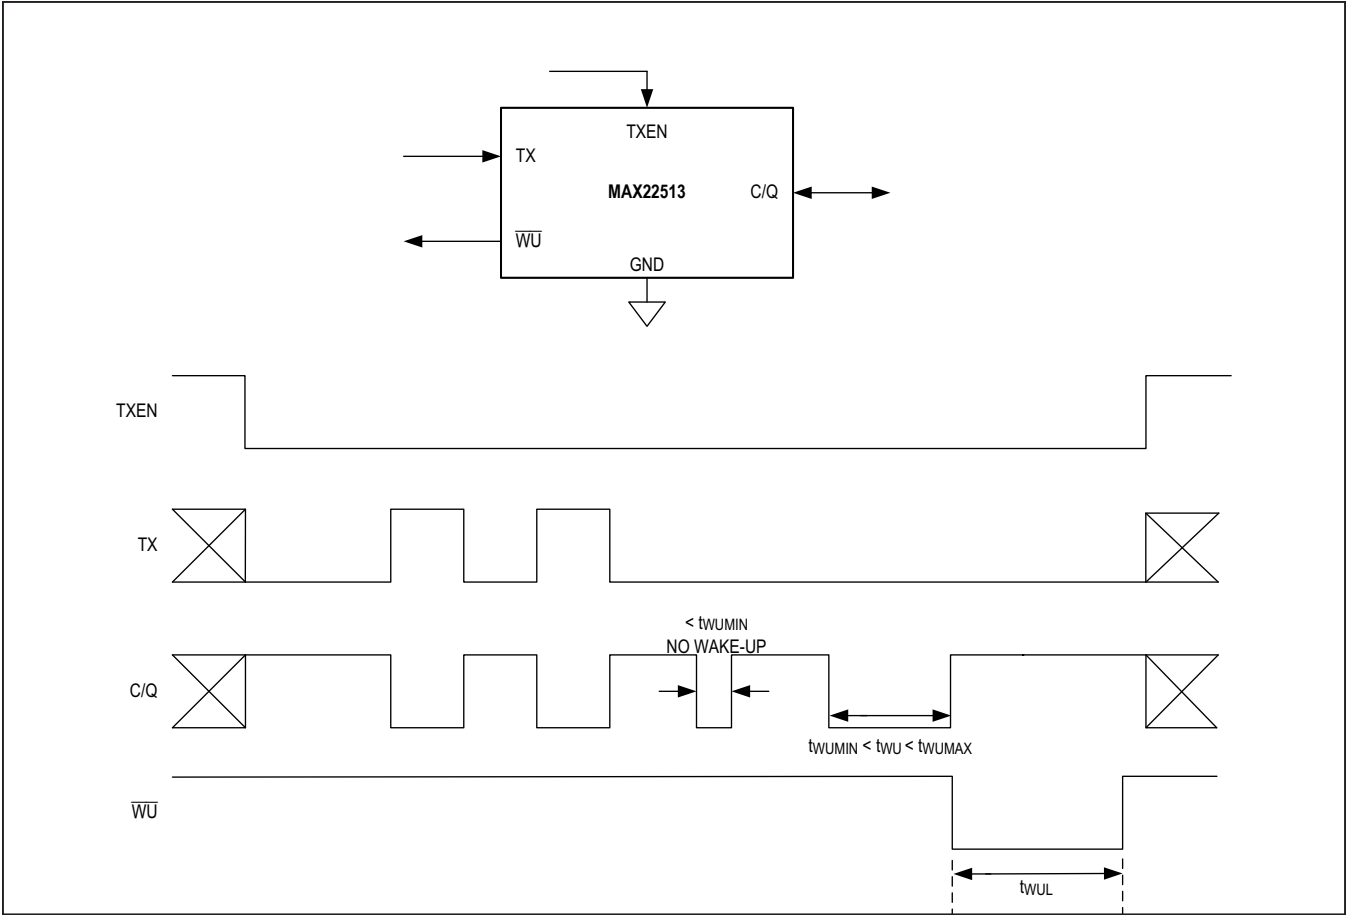 TXEN
TX
MAX22513
C/Q
WU
GND
TXEN
TX
< tWUMIN
NO WAKE-UP
C/Q
tWUMIN < tWU < tWUMAX
WU
tWUL